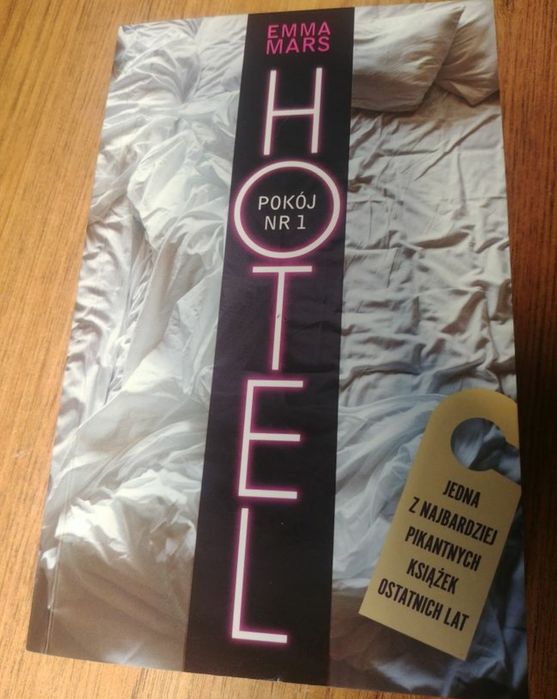 EMMA
MARS
HOTEL
POKÓJ
NR 1
JEDNA
Z NAJBARDZIEJ
PIKANTNYCH
KSIĄŻEK
OSTATNICH LAT